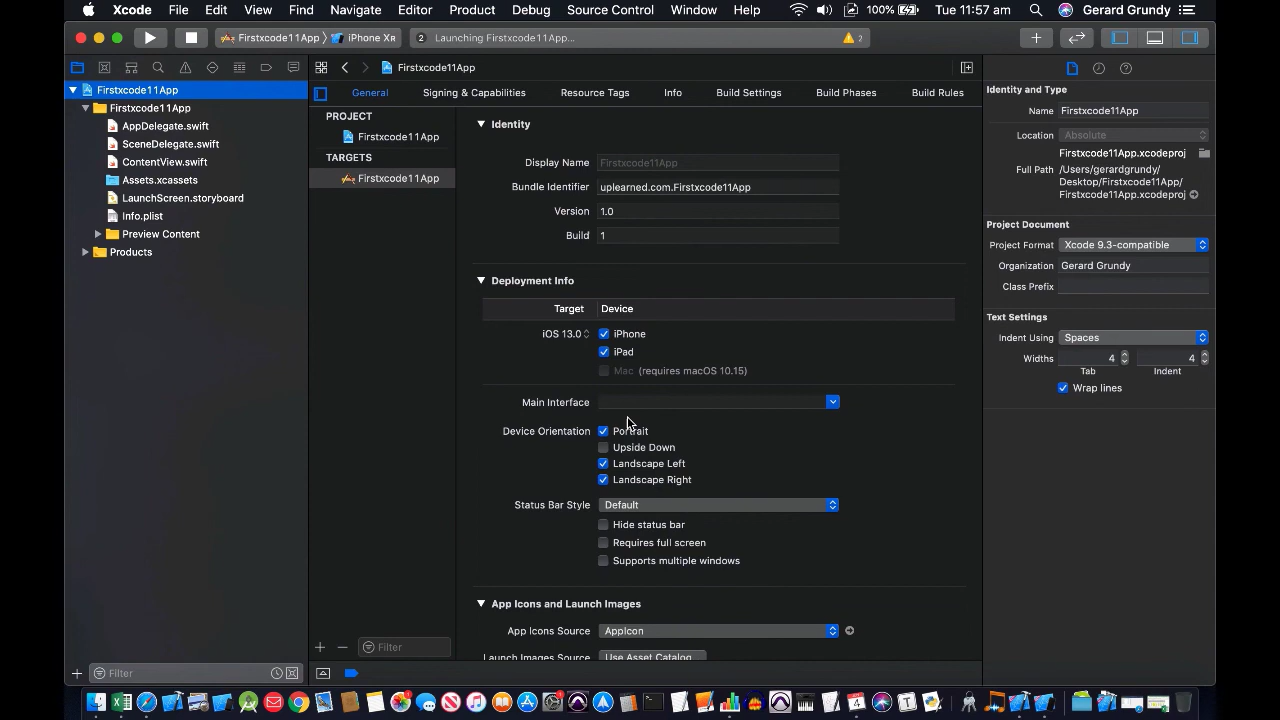 Xcode File Edit View Find Navigate Editor Product Debug Source Control Window Help 100% Tue 11:57 am Gerard Grundy
Firstxcode11App iPhone XR 2 Launching Firstxcode11App... 2
Firstxcode11App
General Signing & Capabilities Resource Tags Info Build Settings Build Phases Build Rules
Firstxcode11App
Firstxcode11App
AppDelegate.swift
SceneDelegate.swift
ContentView.swift
Assets.xcassets
LaunchScreen.storyboard
Info.plist
Preview Content
Products
Filter
PROJECT
Firstxcode11App
TARGETS
Firstxcode11App
Filter
Identity
Display Name Firstxcode11App
Bundle Identifier uplearned.com.Firstxcode11App
Version 1.0
Build 1
Deployment Info
Target Device
iOS 13.0 iPhone
iPad
Mac (requires macOS 10.15)
Main Interface
Device Orientation Portrait
Upside Down
Landscape Left
Landscape Right
Status Bar Style Default
Hide status bar
Requires full screen
Supports multiple windows
App Icons and Launch Images
App Icons Source AppIcon
Launch Images Source Use Asset Catalog
Identity and Type
Name Firstxcode11App
Location Absolute
Firstxcode11App.xcodeproj
Full Path /Users/gerardgrundy/
Desktop/Firstxcode11App/
Firstxcode11App.xcodeproj
Project Document
Project Format Xcode 9.3-compatible
Organization Gerard Grundy
Class Prefix
Text Settings
Indent Using Spaces
Widths 4 4
Tab Indent
Wrap lines